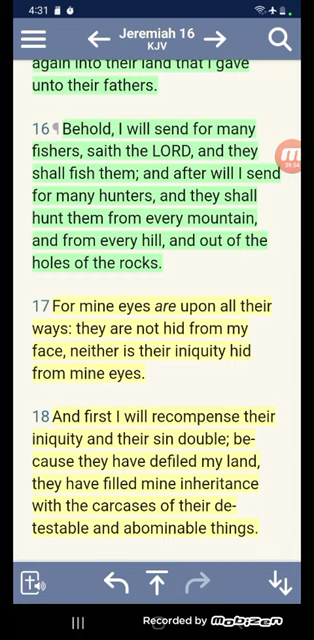 4:31
Jeremiah 16
KJV
again into their land that I gave
unto their fathers.
39:54
16 ¶ Behold, I will send for many
fishers, saith the LORD, and they
shall fish them; and after will I send
for many hunters, and they shall
hunt them from every mountain,
and from every hill, and out of the
holes of the rocks.
17 For mine eyes are upon all their
ways: they are not hid from my
face, neither is their iniquity hid
from mine eyes.
18 And first I will recompense their
iniquity and their sin double; be-
cause they have defiled my land,
they have filled mine inheritance
with the carcases of their de-
testable and abominable things.
Recorded by Mobizen